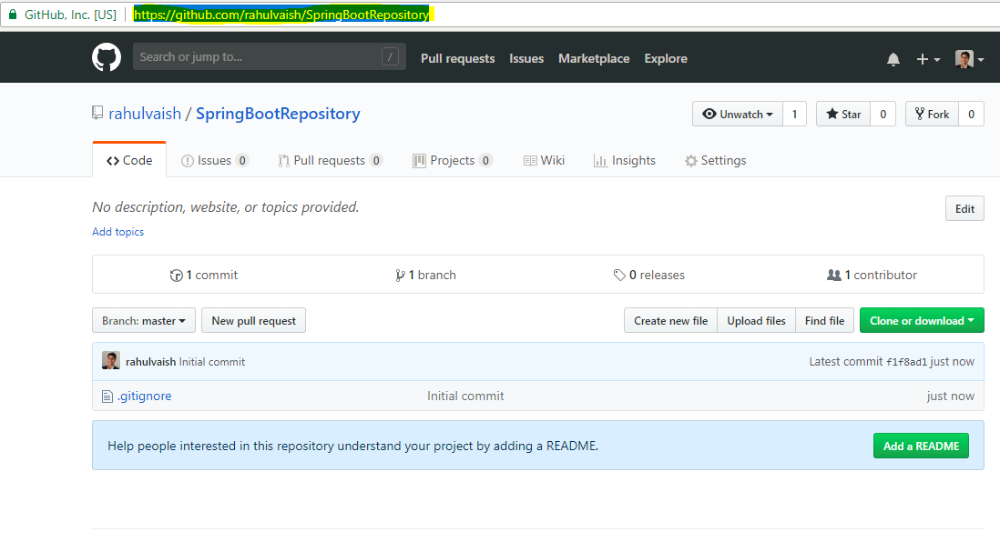 GitHub, Inc. [US] https://github.com/rahulvaish/SpringBootRepository
Search or jump to... / Pull requests Issues Marketplace Explore
rahulvaish / SpringBootRepository Unwatch 1 Star 0 Fork 0
Code Issues 0 Pull requests 0 Projects 0 Wiki Insights Settings
No description, website, or topics provided. Edit
Add topics
1 commit 1 branch 0 releases 1 contributor
Branch: master New pull request Create new file Upload files Find file Clone or download
rahulvaish Initial commit Latest commit f1f8ad1 just now
.gitignore Initial commit just now
Help people interested in this repository understand your project by adding a README. Add a README